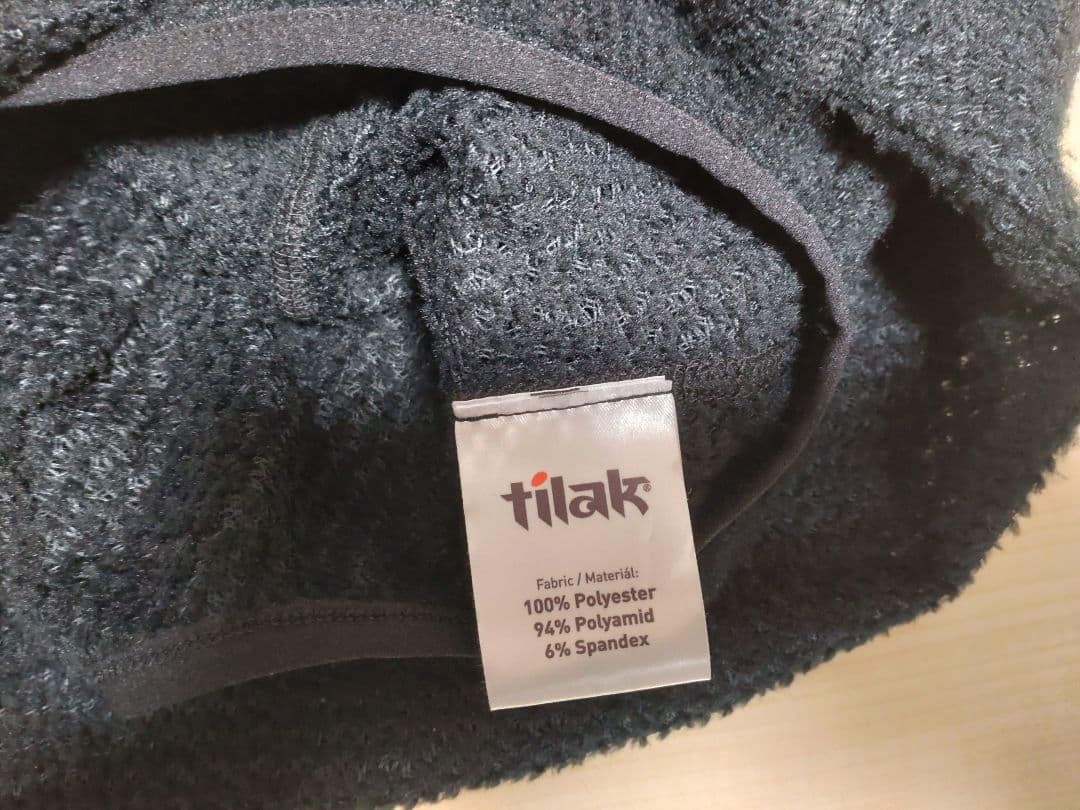 tilak®
Fabric / Materiál:
100% Polyester
94% Polyamid
6% Spandex